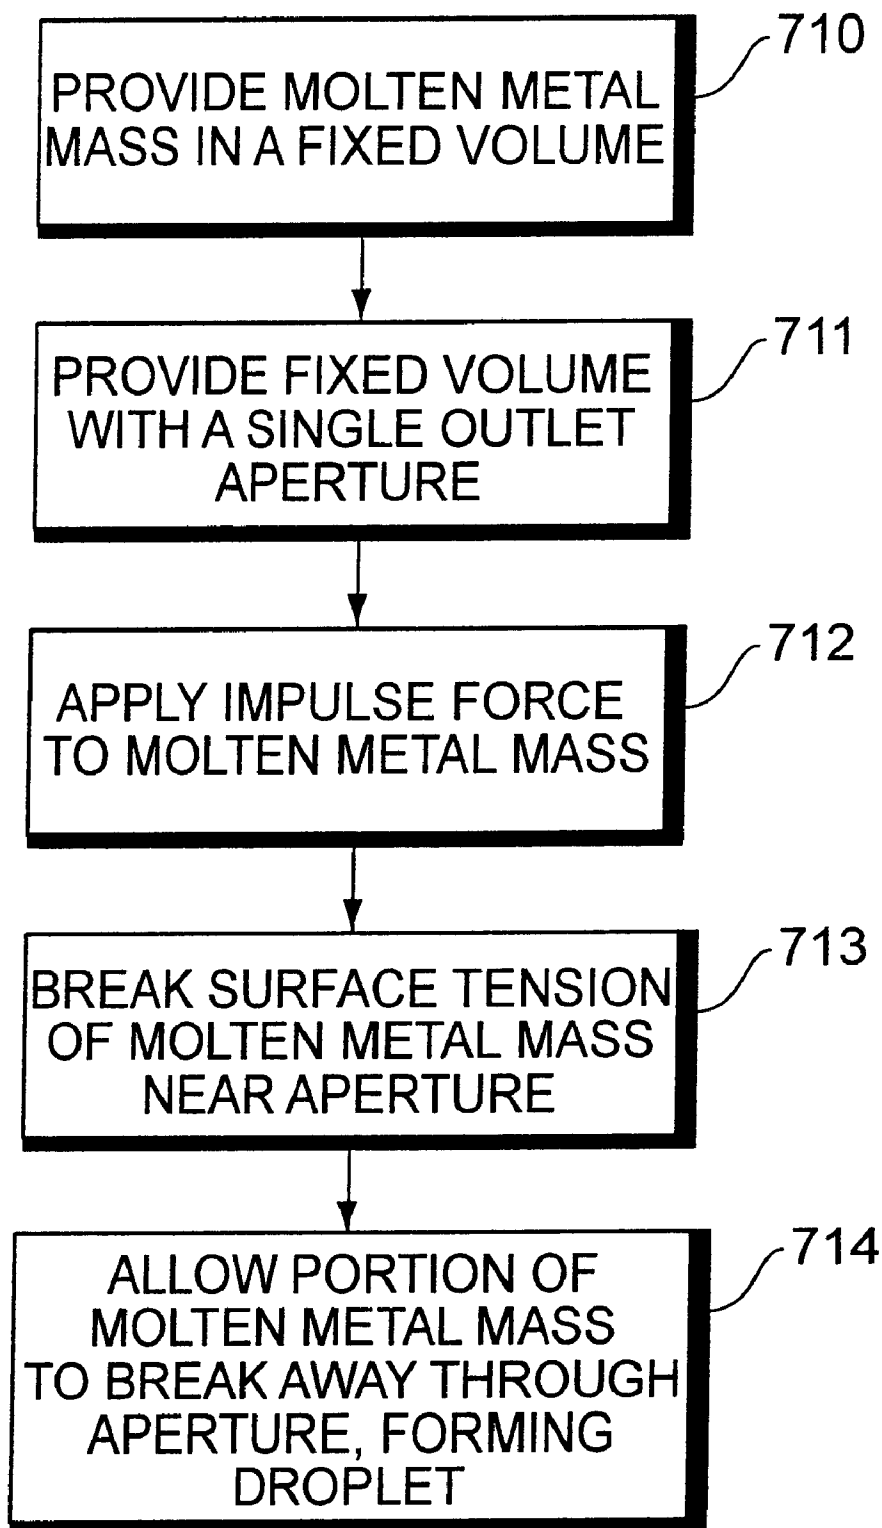 710
PROVIDE MOLTEN METAL
MASS IN A FIXED VOLUME
711
PROVIDE FIXED VOLUME
WITH A SINGLE OUTLET
APERTURE
712
APPLY IMPULSE FORCE
TO MOLTEN METAL MASS
713
BREAK SURFACE TENSION
OF MOLTEN METAL MASS
NEAR APERTURE
714
ALLOW PORTION OF
MOLTEN METAL MASS
TO BREAK AWAY THROUGH
APERTURE, FORMING
DROPLET